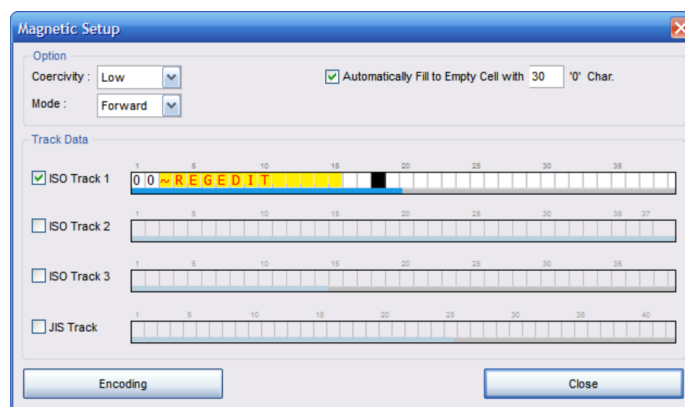 Magnetic Setup
Option
Coercivity : Low
Automatically Fill to Empty Cell with 30 '0' Char.
Mode : Forward
Track Data
1 5 10 15 20 25 30 35
ISO Track 1 00~REGEDIT
1 5 10 15 20 25 30 35 37
ISO Track 2
1 5 10 15 20 25 30 35
ISO Track 3
1 5 10 15 20 25 30 35 40
JIS Track
Encoding Close